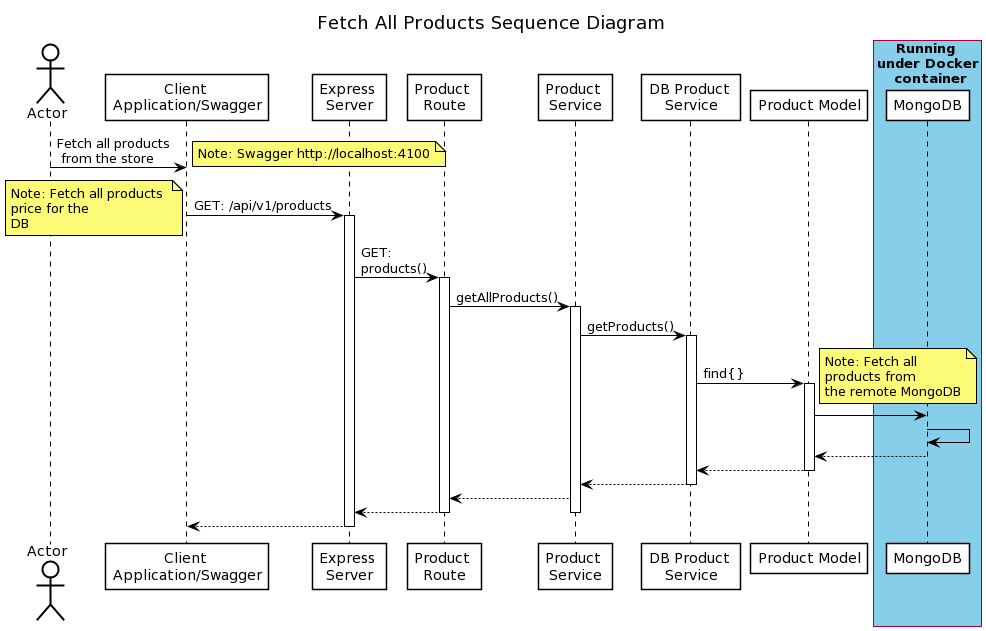 Fetch All Products Sequence Diagram
Running
under Docker
container
Actor
Client
Application/Swagger
Express
Server
Product
Route
Product
Service
DB Product
Service
Product Model
MongoDB
Fetch all products
from the store
Note: Swagger http://localhost:4100
Note: Fetch all products
price for the
DB
GET: /api/v1/products
GET:
products()
getAllProducts()
getProducts()
find{}
Note: Fetch all
products from
the remote MongoDB
Actor
Client
Application/Swagger
Express
Server
Product
Route
Product
Service
DB Product
Service
Product Model
MongoDB